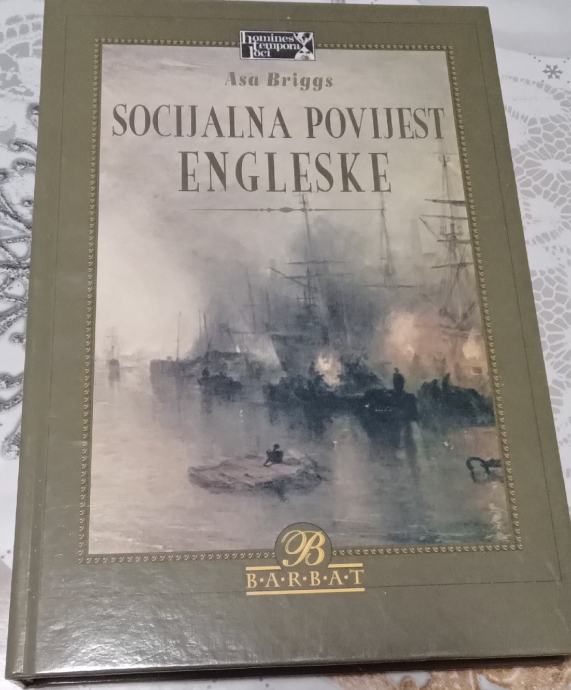 homines
tempora
loci
Asa Briggs
SOCIJALNA POVIJEST
ENGLESKE
B
B·A·R·B·A·T